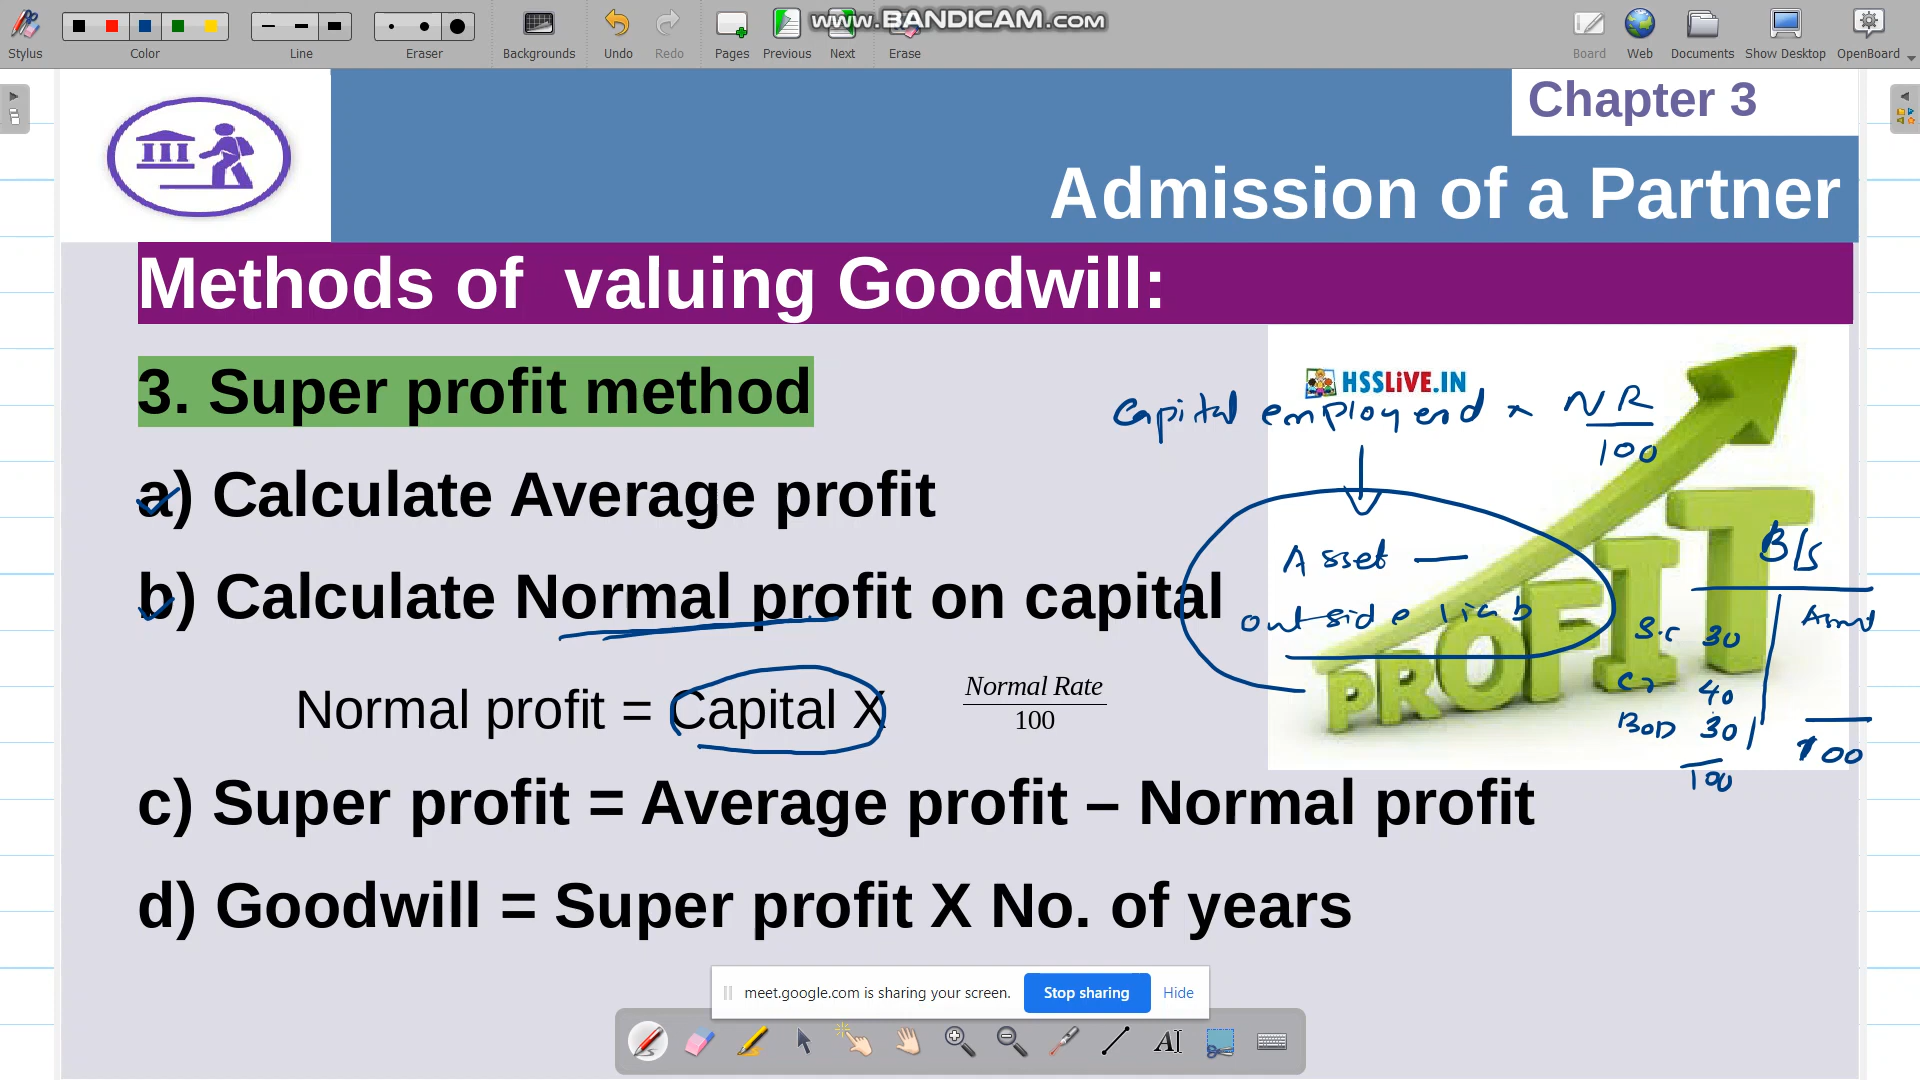 www.BANDICAM.com
Stylus Color Line Eraser Backgrounds Undo Redo Pages Previous Next Erase Board Web Documents Show Desktop OpenBoard
Chapter 3
Admission of a Partner
Methods of valuing Goodwill:
3. Super profit method
HSSLiVE.IN
Capital employend × NR
100
a) Calculate Average profit
Asset —
outside liab
B/S
b) Calculate Normal profit on capital
S.c 30
40
BOD 30
100
100
Normal profit = Capital X Normal Rate
100
PROFIT
c) Super profit = Average profit – Normal profit
d) Goodwill = Super profit X No. of years
meet.google.com is sharing your screen. Stop sharing Hide